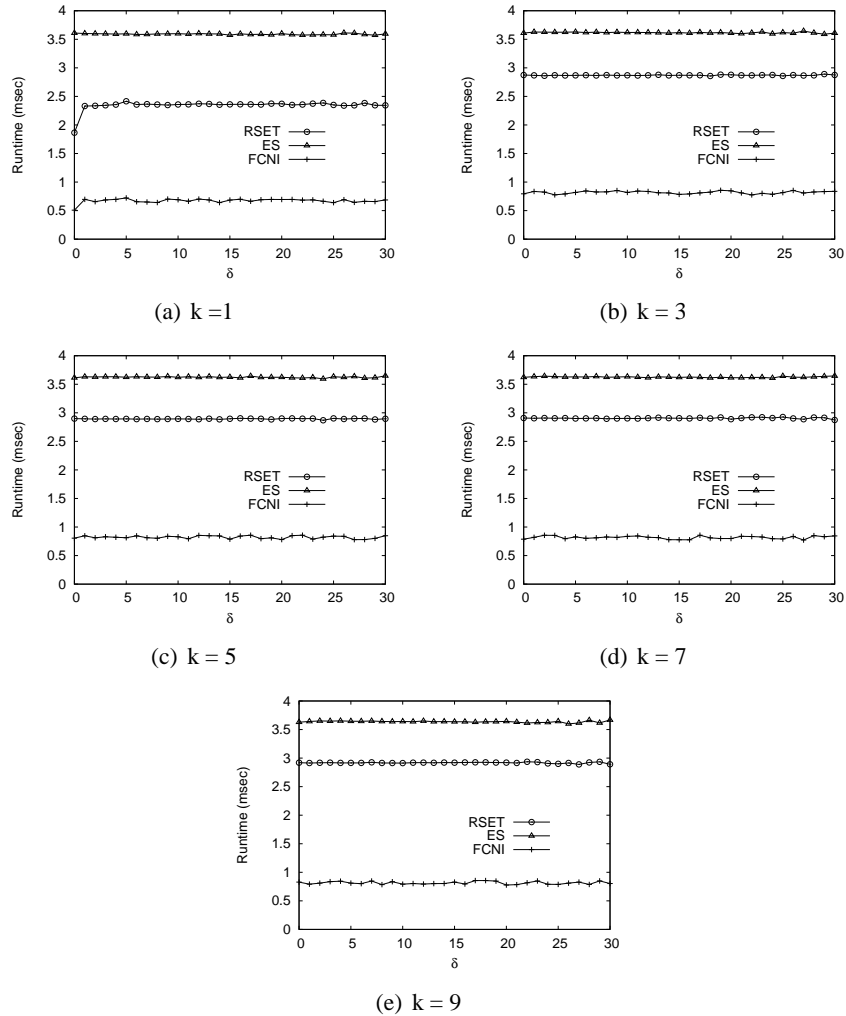 4
3.5
3
2.5
2
1.5
1
0.5
0
Runtime (msec)
RSET
ES
FCNI
0 5 10 15 20 25 30
δ
(a) k =1
4
3.5
3
2.5
2
1.5
1
0.5
0
Runtime (msec)
RSET
ES
FCNI
0 5 10 15 20 25 30
δ
(b) k = 3
4
3.5
3
2.5
2
1.5
1
0.5
0
Runtime (msec)
RSET
ES
FCNI
0 5 10 15 20 25 30
δ
(c) k = 5
4
3.5
3
2.5
2
1.5
1
0.5
0
Runtime (msec)
RSET
ES
FCNI
0 5 10 15 20 25 30
δ
(d) k = 7
4
3.5
3
2.5
2
1.5
1
0.5
0
Runtime (msec)
RSET
ES
FCNI
0 5 10 15 20 25 30
δ
(e) k = 9